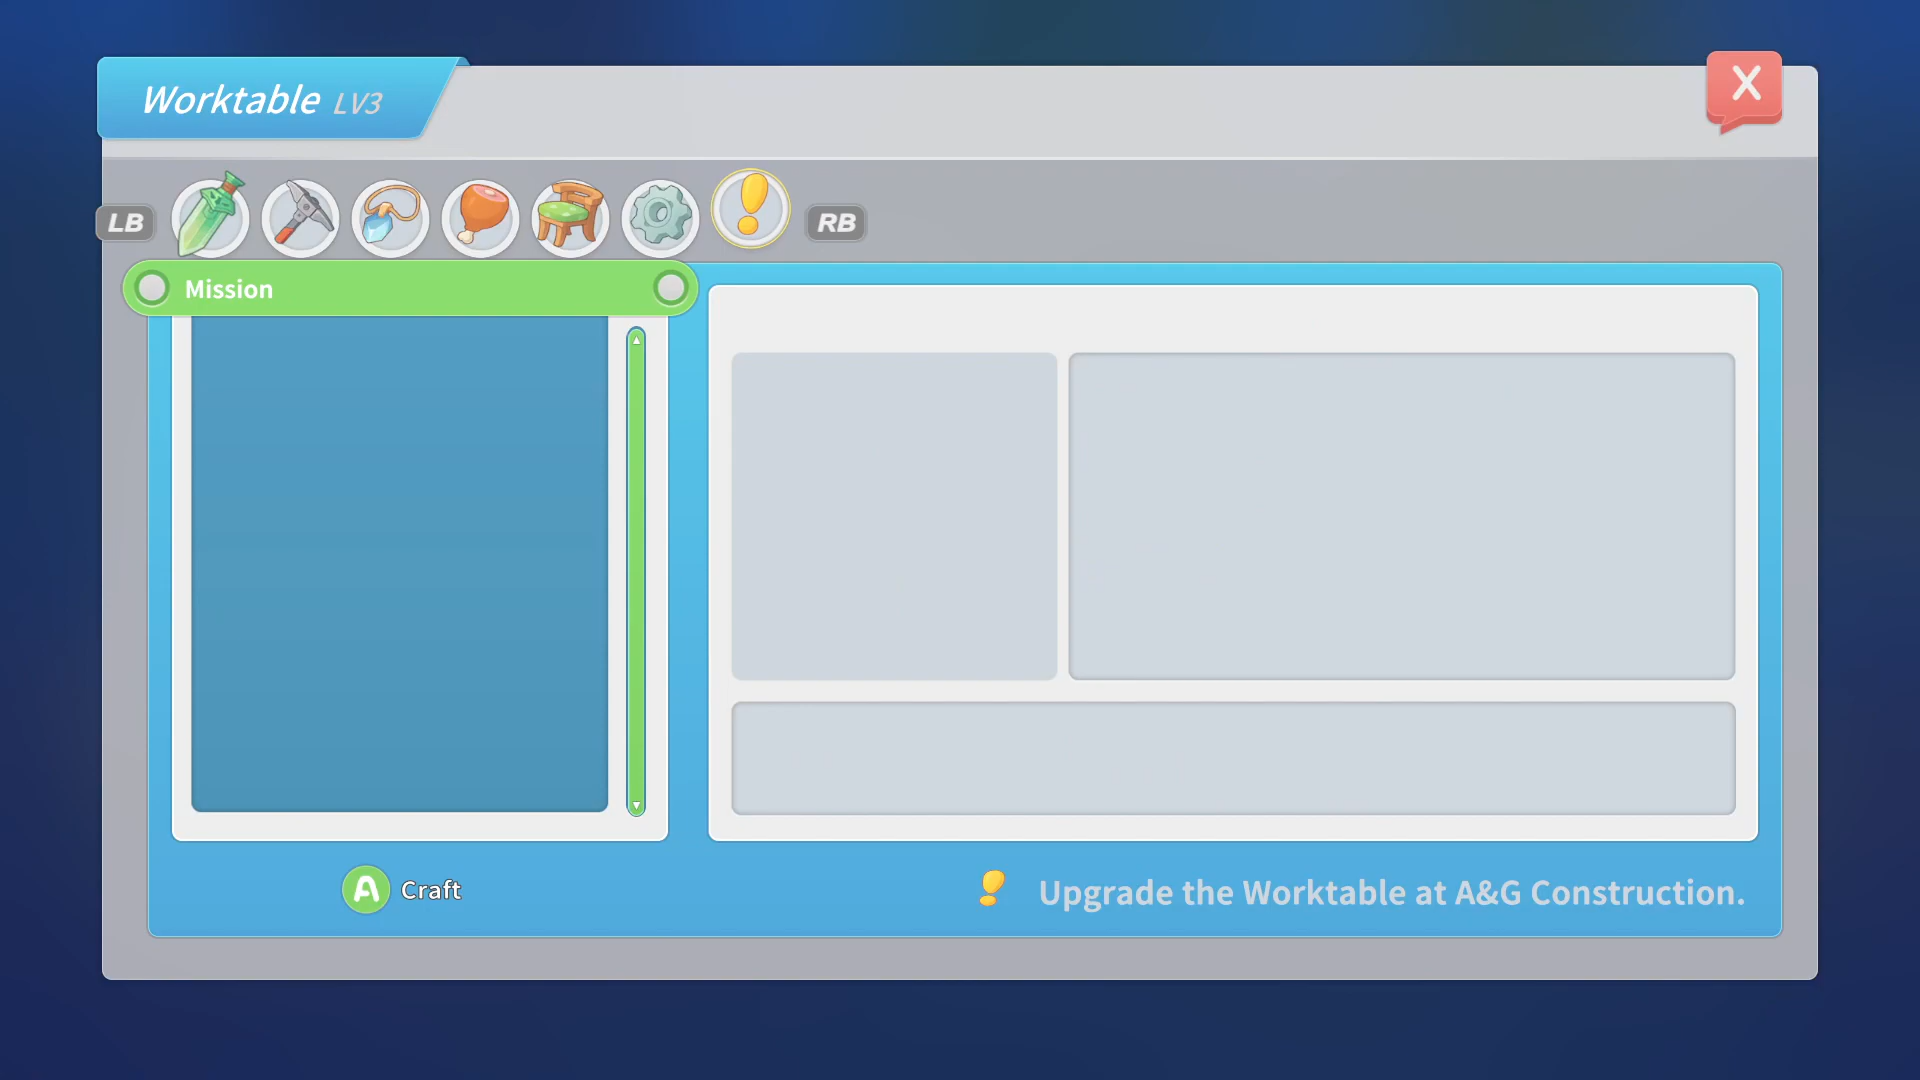 Worktable LV3
X
LB
RB
Mission
A Craft
Upgrade the Worktable at A&G Construction.